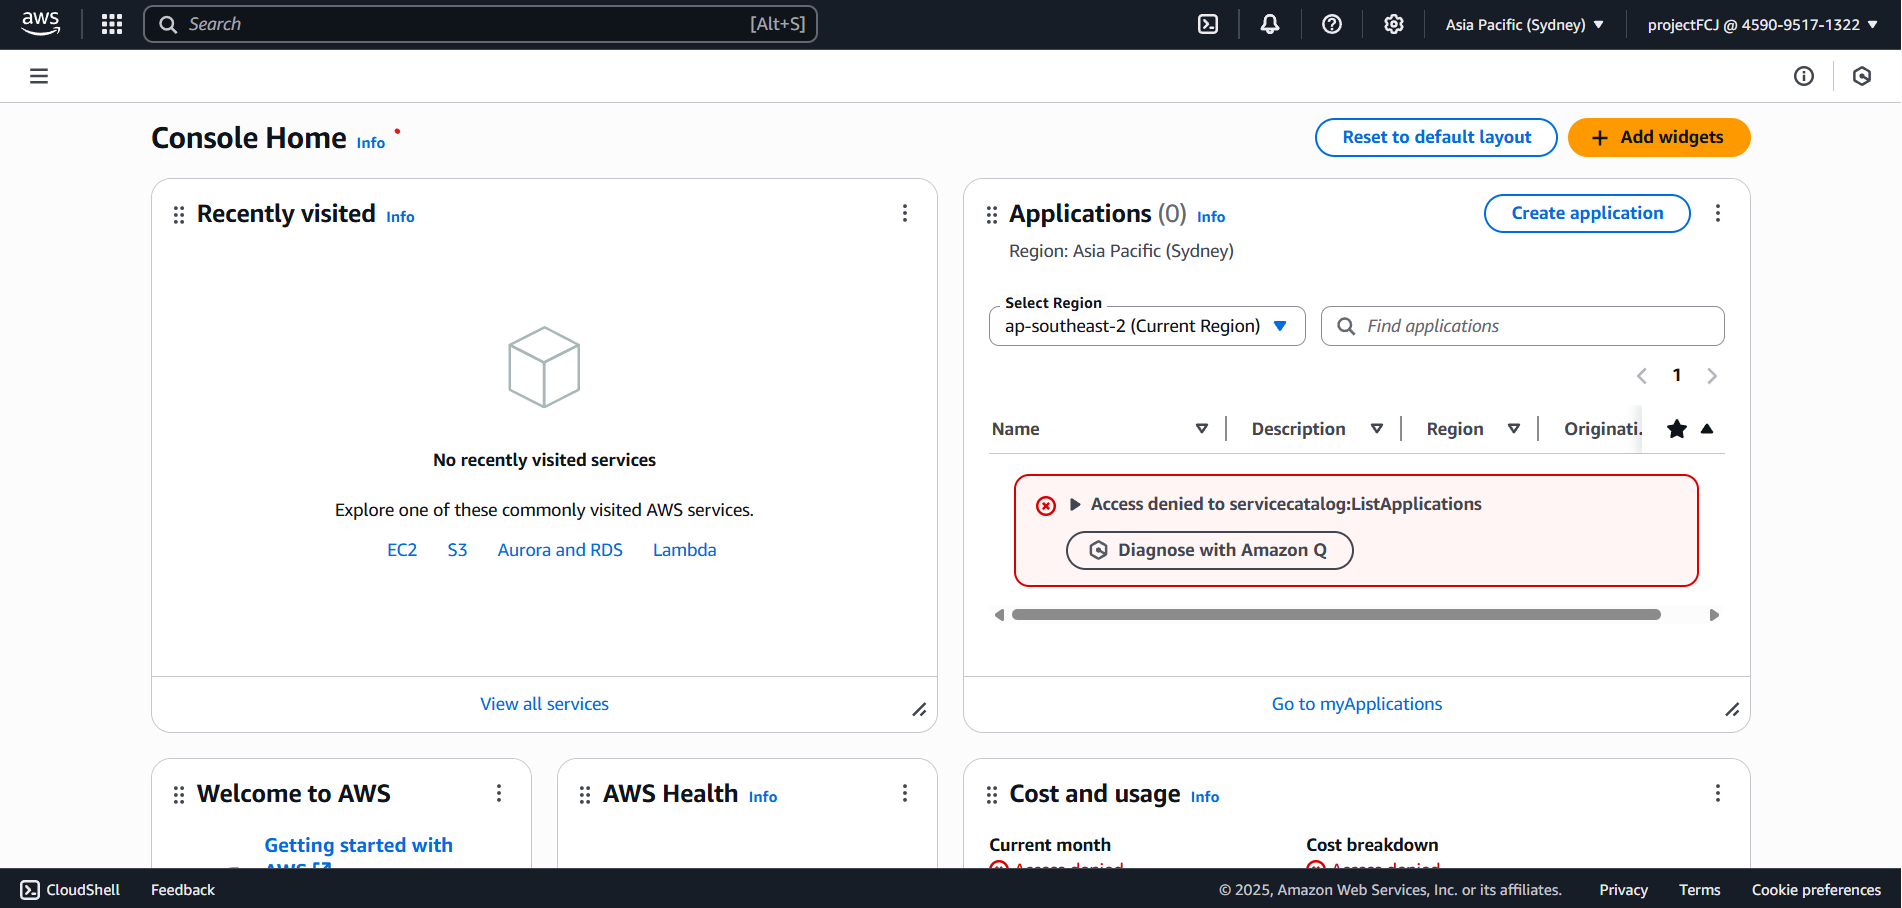 aws
Search
[Alt+S]
Asia Pacific (Sydney)
projectFCJ @ 4590-9517-1322
Console Home Info
Reset to default layout
+ Add widgets
Recently visited Info
No recently visited services
Explore one of these commonly visited AWS services.
EC2 S3 Aurora and RDS Lambda
View all services
Applications (0) Info
Create application
Region: Asia Pacific (Sydney)
Select Region
ap-southeast-2 (Current Region)
Find applications
1
Name Description Region Originati.
Access denied to servicecatalog:ListApplications
Diagnose with Amazon Q
Go to myApplications
Welcome to AWS
Getting started with
AWS
AWS Health Info
Cost and usage Info
Current month
Access denied
Cost breakdown
Access denied
CloudShell
Feedback
© 2025, Amazon Web Services, Inc. or its affiliates.
Privacy
Terms
Cookie preferences